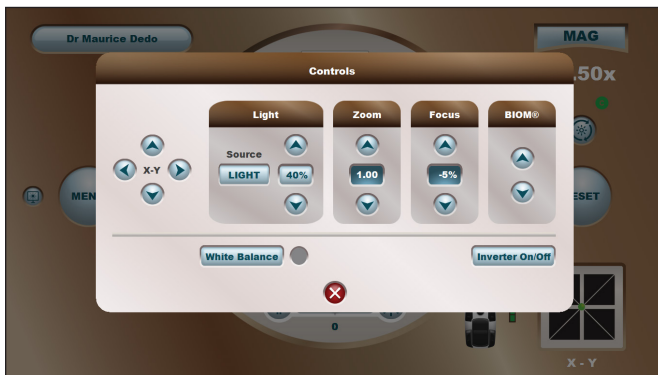 Dr Maurice Dedo
MAG
Controls
.50x
Light
Zoom
Focus
BIOM®
Source
X-Y
LIGHT
40%
1.00
-5%
MEN
ESET
White Balance
Inverter On/Off
0
X - Y